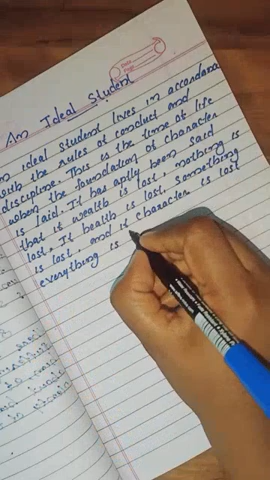 An Ideal Student
Date
Page
An ideal student lives in accordance
with the rules of conduct and
discipline. This is the time of life
when the foundation of character
is laid. It has aptly been said
that if wealth is lost, nothing is
lost, If health is lost, something
is lost, and if character is lost
everything is